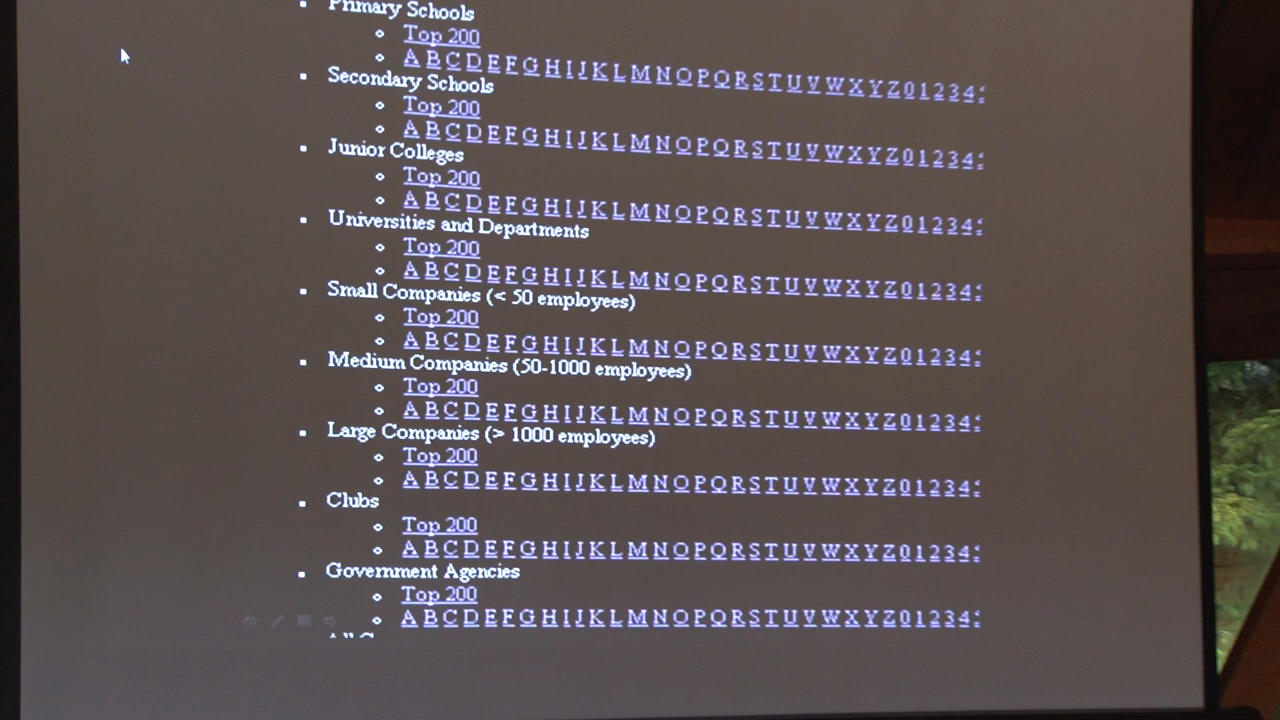 Primary Schools
Top 200
A B C D E F G H I J K L M N O P Q R S T U V W X Y Z 0 1 2 3 4
Secondary Schools
Top 200
A B C D E F G H I J K L M N O P Q R S T U V W X Y Z 0 1 2 3 4
Junior Colleges
Top 200
A B C D E F G H I J K L M N O P Q R S T U V W X Y Z 0 1 2 3 4
Universities and Departments
Top 200
A B C D E F G H I J K L M N O P Q R S T U V W X Y Z 0 1 2 3 4
Small Companies (< 50 employees)
Top 200
A B C D E F G H I J K L M N O P Q R S T U V W X Y Z 0 1 2 3 4
Medium Companies (50-1000 employees)
Top 200
A B C D E F G H I J K L M N O P Q R S T U V W X Y Z 0 1 2 3 4
Large Companies (> 1000 employees)
Top 200
A B C D E F G H I J K L M N O P Q R S T U V W X Y Z 0 1 2 3 4
Clubs
Top 200
A B C D E F G H I J K L M N O P Q R S T U V W X Y Z 0 1 2 3 4
Government Agencies
Top 200
A B C D E F G H I J K L M N O P Q R S T U V W X Y Z 0 1 2 3 4